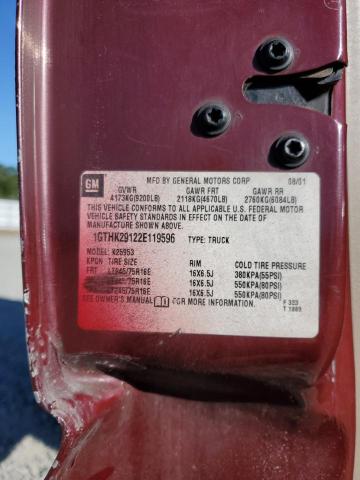 GM MFD BY GENERAL MOTORS CORP 08/01
GVWR GAWR FRT GAWR RR
4173KG(9200LB) 2118KG(4670LB) 2760KG(6084LB)
THIS VEHICLE CONFORMS TO ALL APPLICABLE U.S. FEDERAL MOTOR
VEHICLE SAFETY STANDARDS IN EFFECT ON THE DATE OF
MANUFACTURE SHOWN ABOVE.
1GTHK29122E119596 TYPE: TRUCK
MODEL: K25953
TIRE SIZE RIM COLD TIRE PRESSURE
FRT LT245/75R16E 16X6.5J 380KPA(55PSI)
LT245/75R16E 16X6.5J 550KPA(80PSI)
LT245/75R16E 16X6.5J 550KPA(80PSI)
SEE OWNER'S MANUAL FOR MORE INFORMATION. F 333
T 1889